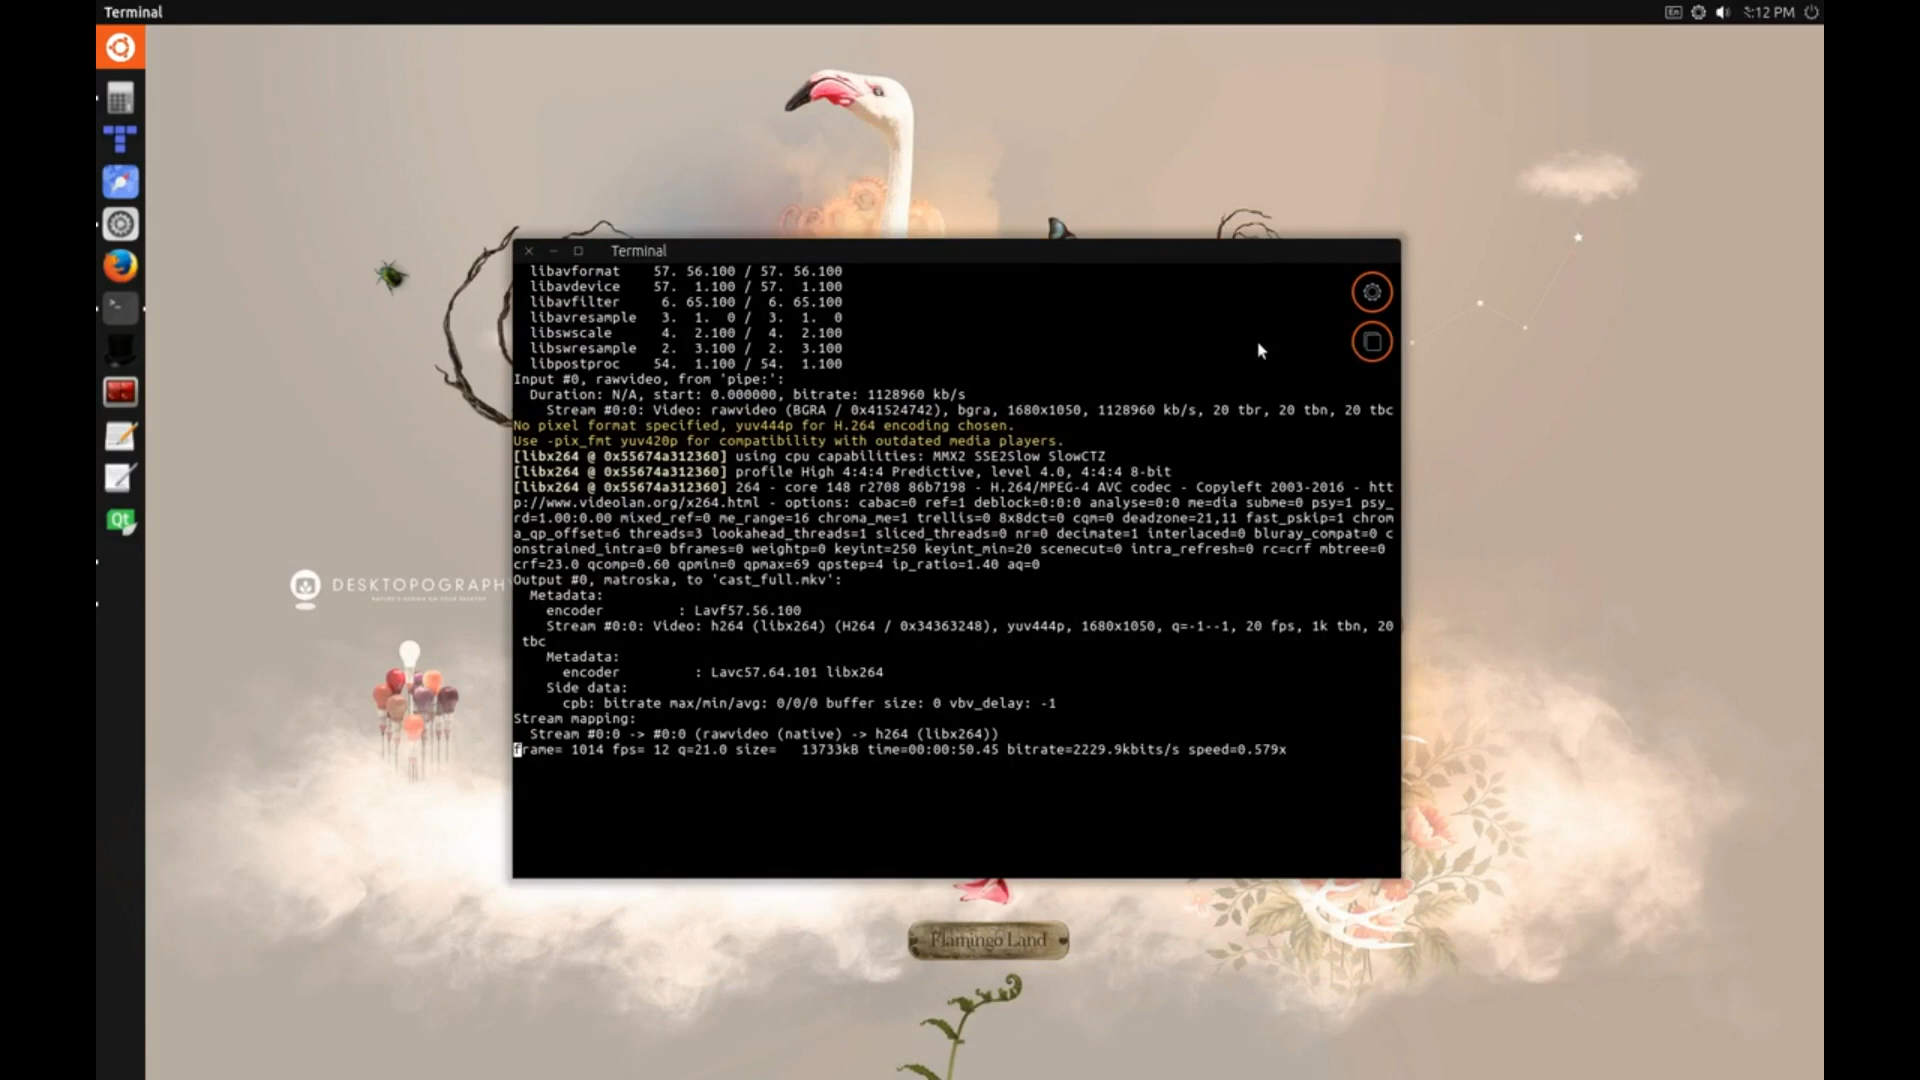 Terminal
En
:12 PM
Terminal
libavformat    57. 56.100 / 57. 56.100
libavdevice    57.  1.100 / 57.  1.100
libavfilter     6. 65.100 /  6. 65.100
libavresample   3.  1.  0 /  3.  1.  0
libswscale      4.  2.100 /  4.  2.100
libswresample   2.  3.100 /  2.  3.100
libpostproc    54.  1.100 / 54.  1.100
Input #0, rawvideo, from 'pipe:':
Duration: N/A, start: 0.000000, bitrate: 1128960 kb/s
Stream #0:0: Video: rawvideo (BGRA / 0x41524742), bgra, 1680x1050, 1128960 kb/s, 20 tbr, 20 tbn, 20 tbc
No pixel format specified, yuv444p for H.264 encoding chosen.
Use -pix_fmt yuv420p for compatibility with outdated media players.
[libx264 @ 0x55674a312360] using cpu capabilities: MMX2 SSE2Slow SlowCTZ
[libx264 @ 0x55674a312360] profile High 4:4:4 Predictive, level 4.0, 4:4:4 8-bit
[libx264 @ 0x55674a312360] 264 - core 148 r2708 86b7198 - H.264/MPEG-4 AVC codec - Copyleft 2003-2016 - htt
p://www.videolan.org/x264.html - options: cabac=0 ref=1 deblock=0:0:0 analyse=0:0 me=dia subme=0 psy=1 psy_
rd=1.00:0.00 mixed_ref=0 me_range=16 chroma_me=1 trellis=0 8x8dct=0 cqm=0 deadzone=21,11 fast_pskip=1 chrom
a_qp_offset=6 threads=3 lookahead_threads=1 sliced_threads=0 nr=0 decimate=1 interlaced=0 bluray_compat=0 c
onstrained_intra=0 bframes=0 weightp=0 keyint=250 keyint_min=20 scenecut=0 intra_refresh=0 rc=crf mbtree=0
crf=23.0 qcomp=0.60 qpmin=0 qpmax=69 qpstep=4 ip_ratio=1.40 aq=0
Output #0, matroska, to 'cast_full.mkv':
Metadata:
encoder         : Lavf57.56.100
Stream #0:0: Video: h264 (libx264) (H264 / 0x34363248), yuv444p, 1680x1050, q=-1--1, 20 fps, 1k tbn, 20
tbc
Metadata:
encoder         : Lavc57.64.101 libx264
Side data:
cpb: bitrate max/min/avg: 0/0/0 buffer size: 0 vbv_delay: -1
Stream mapping:
Stream #0:0 -> #0:0 (rawvideo (native) -> h264 (libx264))
frame= 1014 fps= 12 q=21.0 size=   13733kB time=00:00:50.45 bitrate=2229.9kbits/s speed=0.579x
DESKTOPOGRAPH
Qt
Flamingo Land